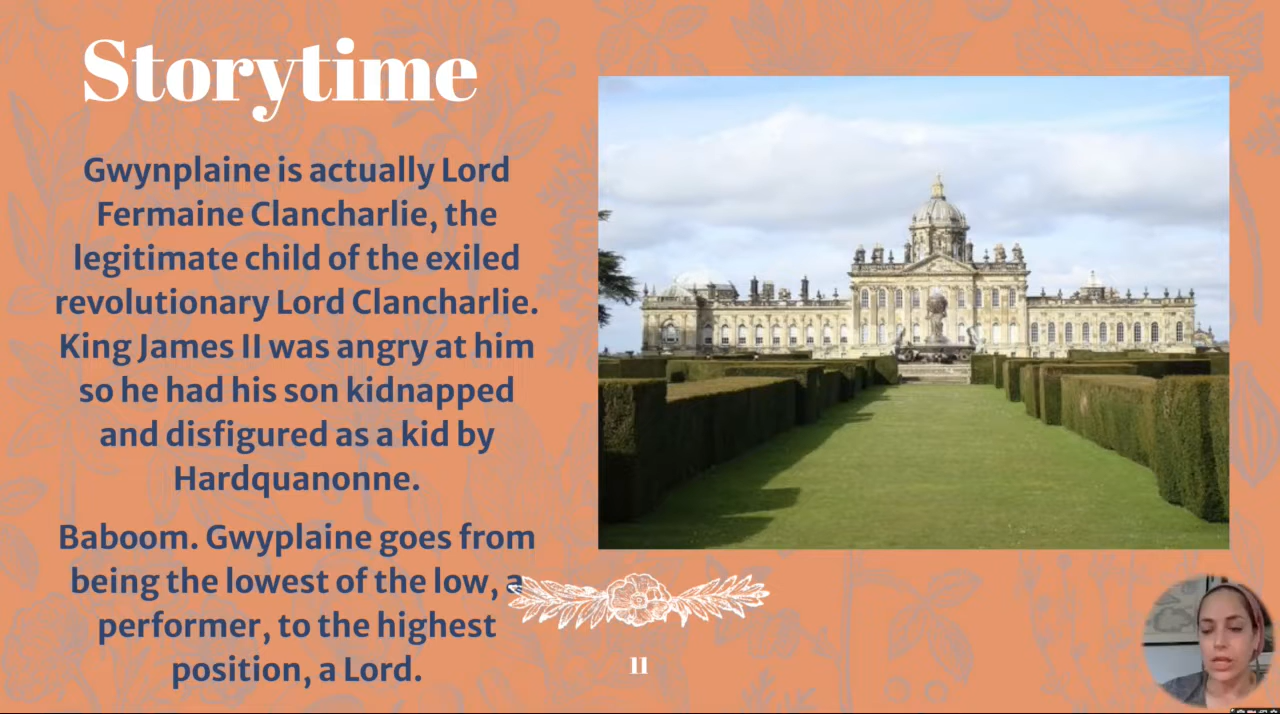 Storytime
Gwynplaine is actually Lord
Fermaine Clancharlie, the
legitimate child of the exiled
revolutionary Lord Clancharlie.
King James II was angry at him
so he had his son kidnapped
and disfigured as a kid by
Hardquanonne.
Baboom. Gwyplaine goes from
being the lowest of the low, a
performer, to the highest
position, a Lord.
11